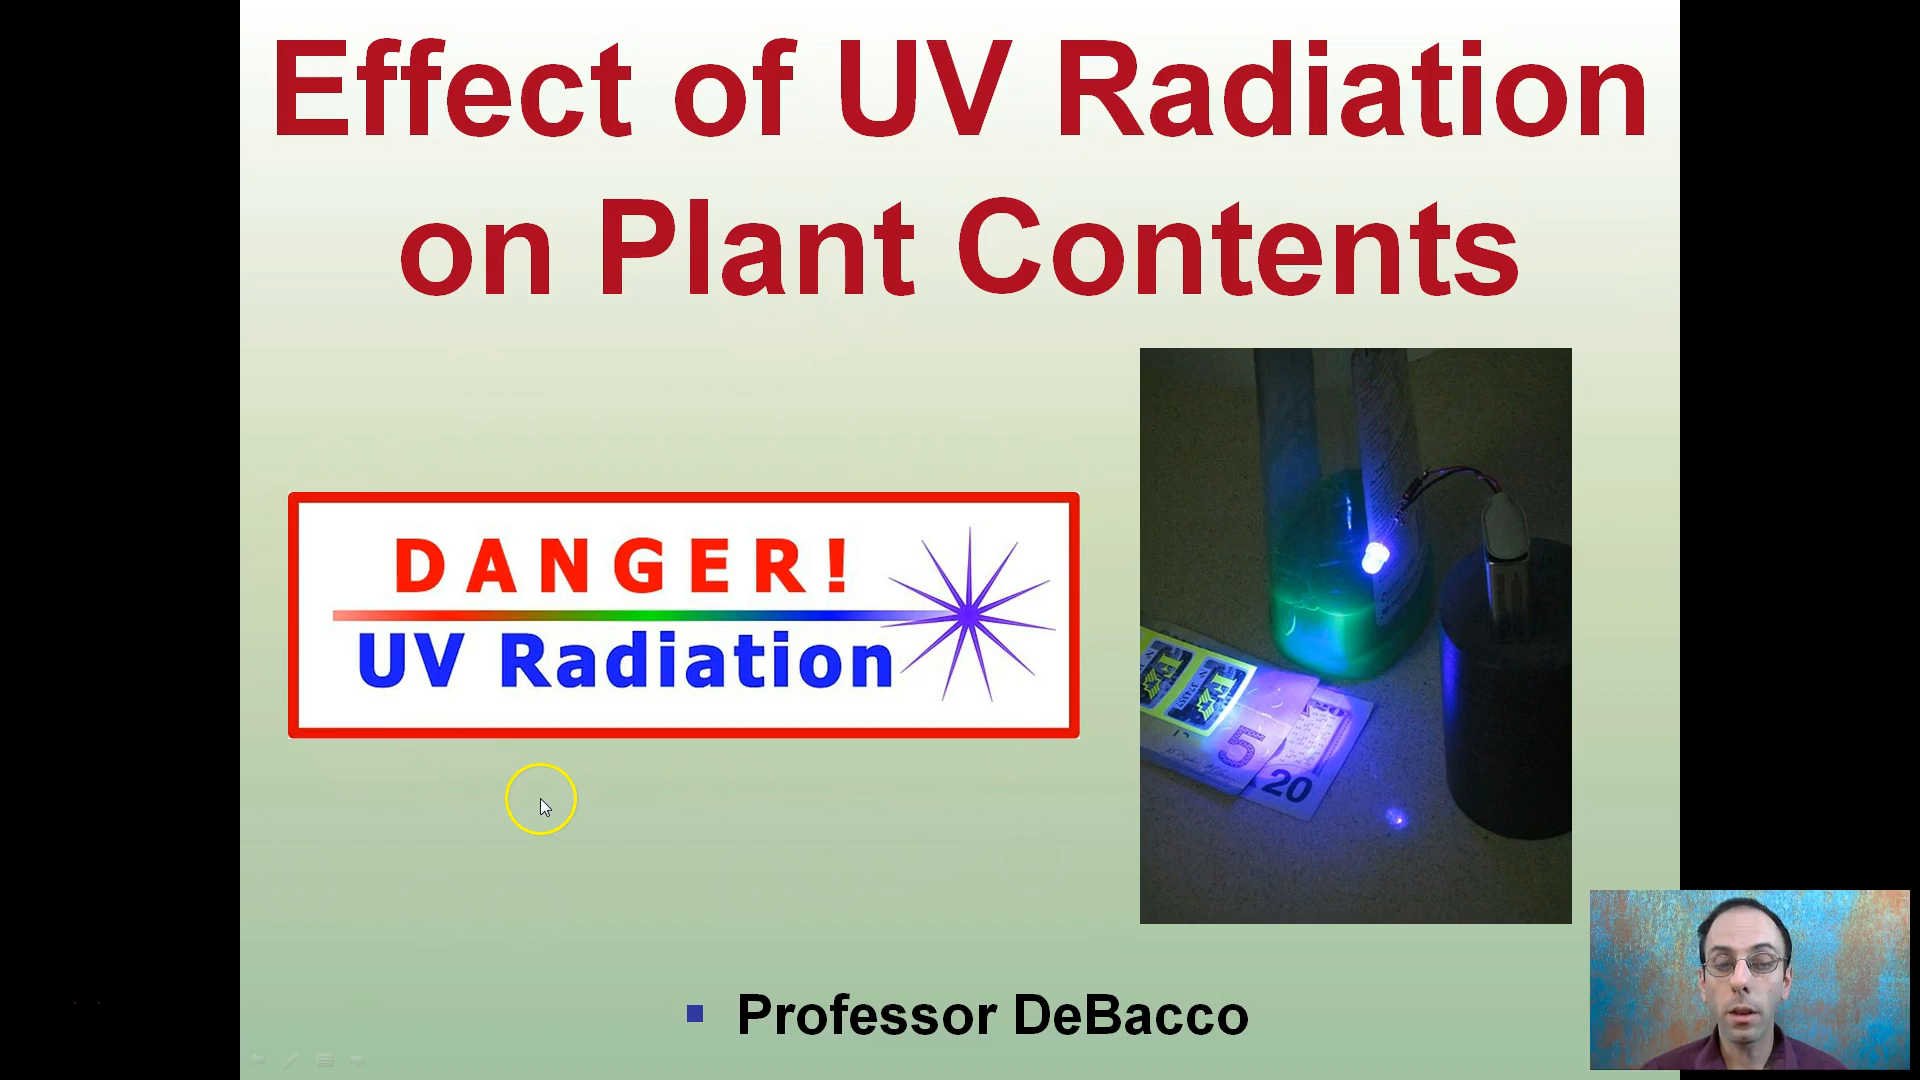 Effect of UV Radiation
on Plant Contents
DANGER!
UV Radiation
5
20
Professor DeBacco